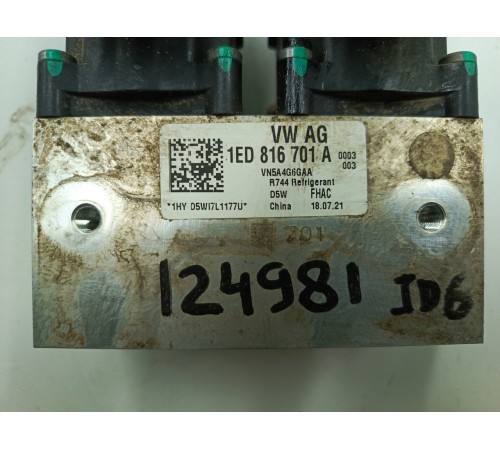 VW AG
1ED 816 701 A 0003
003
VN5A4G6GAA
R744 Refrigerant
D5W FHAC
*1HY D5WI7L1177U* China 18.07.21
701
124981 ID6